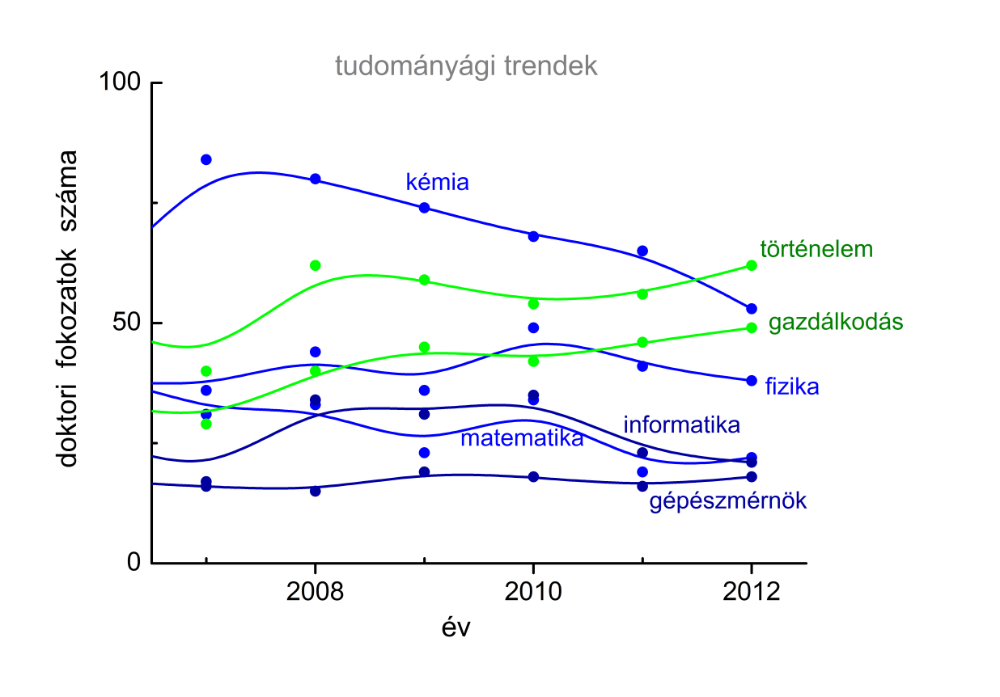 tudományági trendek
100
50
0
doktori fokozatok száma
kémia
történelem
gazdálkodás
fizika
informatika
matematika
gépészmérnök
2008
2010
2012
év